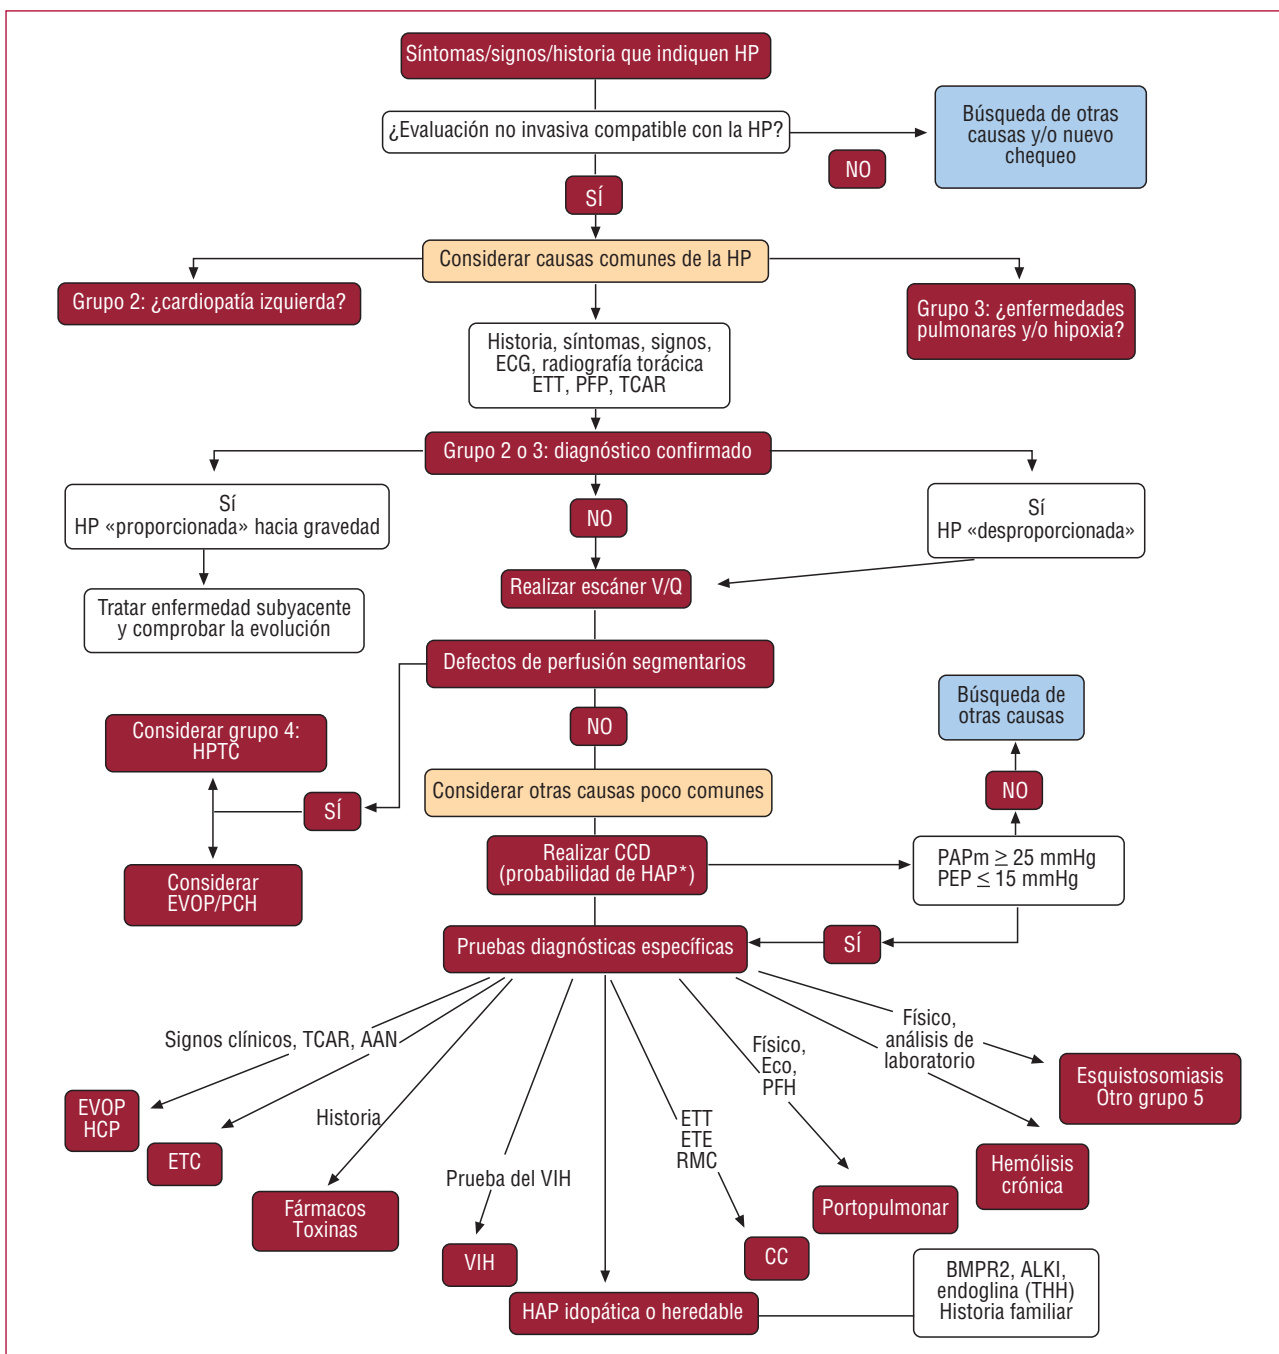 Síntomas/signos/historia que indiquen HP
¿Evaluación no invasiva compatible con la HP?
Búsqueda de otras
causas y/o nuevo
chequeo
NO
SÍ
Considerar causas comunes de la HP
Grupo 2: ¿cardiopatía izquierda?
Grupo 3: ¿enfermedades
pulmonares y/o hipoxia?
Historia, síntomas, signos,
ECG, radiografía torácica
ETT, PFP, TCAR
Grupo 2 o 3: diagnóstico confirmado
Sí
HP «proporcionada» hacia gravedad
NO
Sí
HP «desproporcionada»
Realizar escáner V/Q
Tratar enfermedad subyacente
y comprobar la evolución
Defectos de perfusión segmentarios
Búsqueda de
otras causas
Considerar grupo 4:
HPTC
NO
NO
Considerar otras causas poco comunes
SÍ
Realizar CCD
(probabilidad de HAP*)
PAPm ≥ 25 mmHg
PEP ≤ 15 mmHg
Considerar
EVOP/PCH
Pruebas diagnósticas específicas
SÍ
Signos clínicos, TCAR, AAN
Físico,
Eco,
PFH
Físico,
análisis de
laboratorio
Esquistosomiasis
Otro grupo 5
EVOP
HCP
Historia
ETT
ETE
RMC
ETC
Prueba del VIH
Hemólisis
crónica
Fármacos
Toxinas
Portopulmonar
VIH
CC
BMPR2, ALKI,
endoglina (THH)
Historia familiar
HAP idopática o heredable